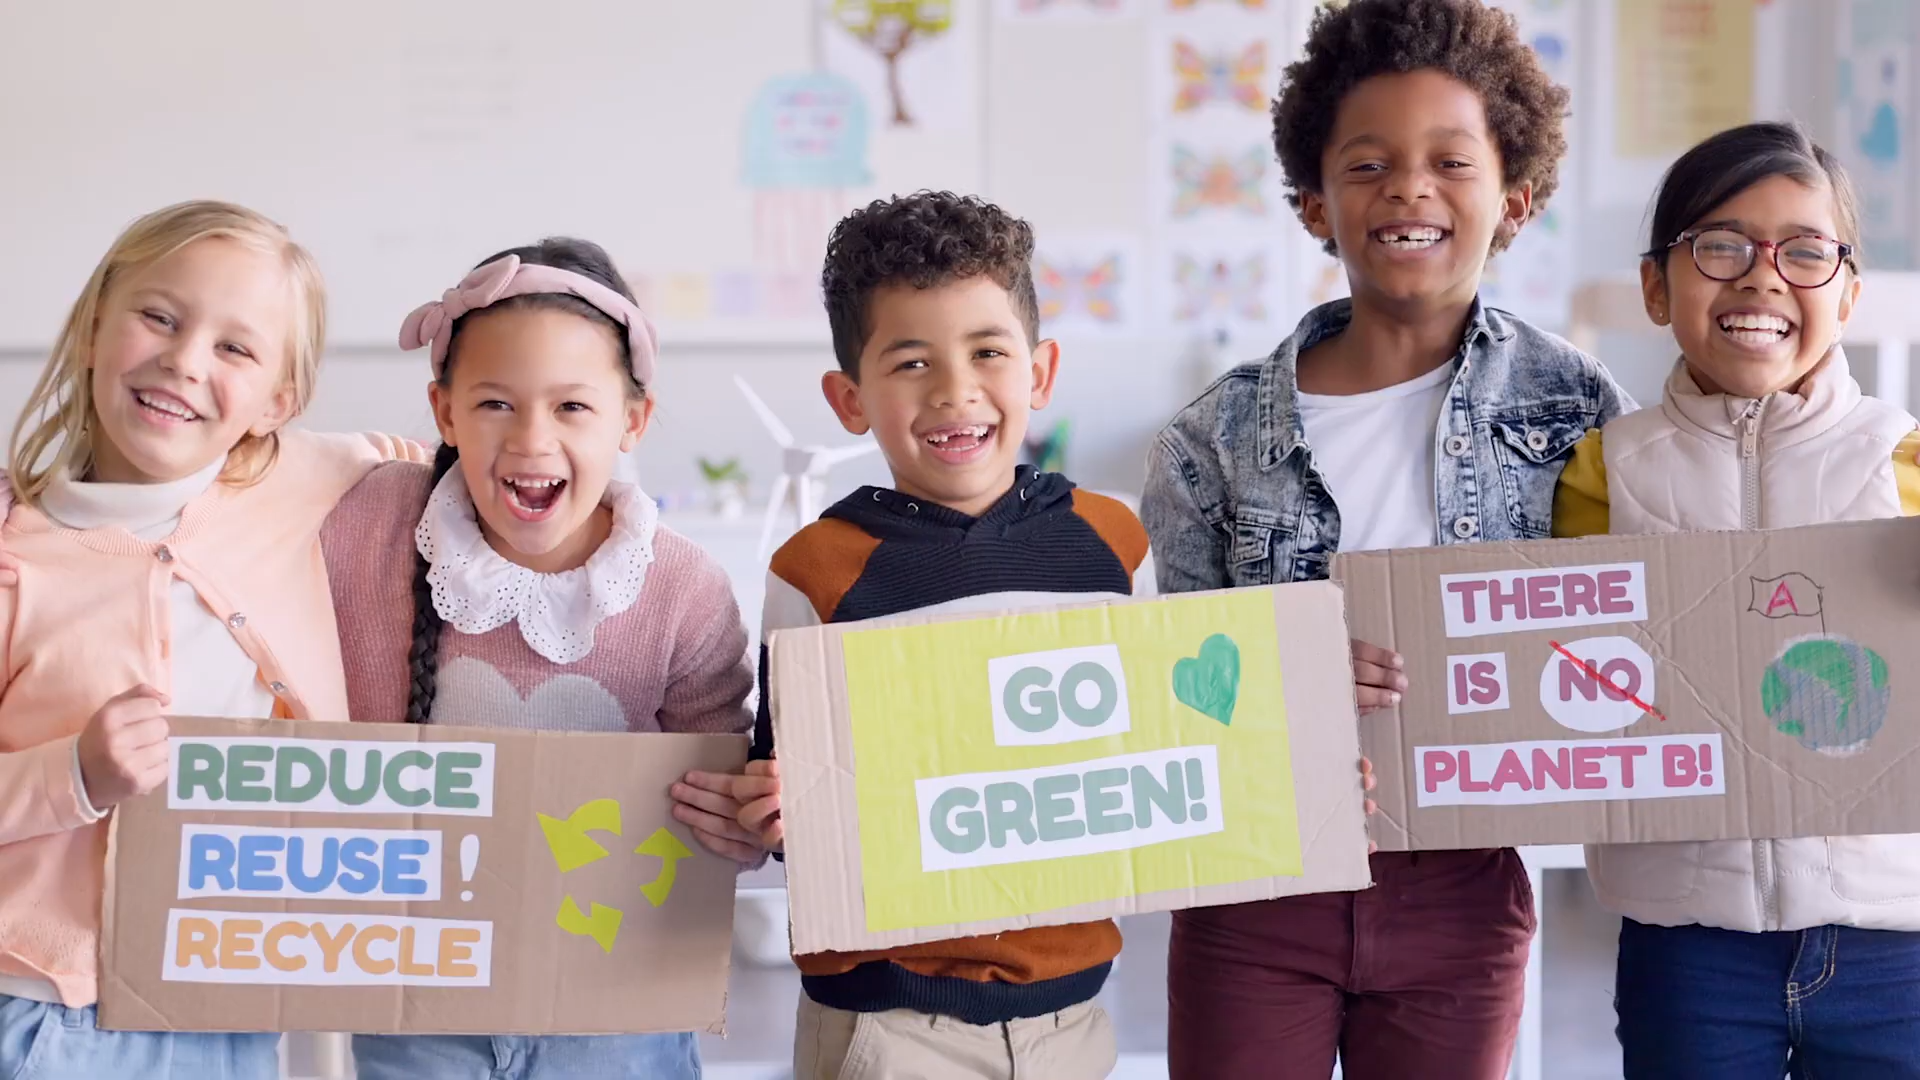 REDUCE
REUSE!
RECYCLE
GO
GREEN!
THERE
IS NO
PLANET B!
A